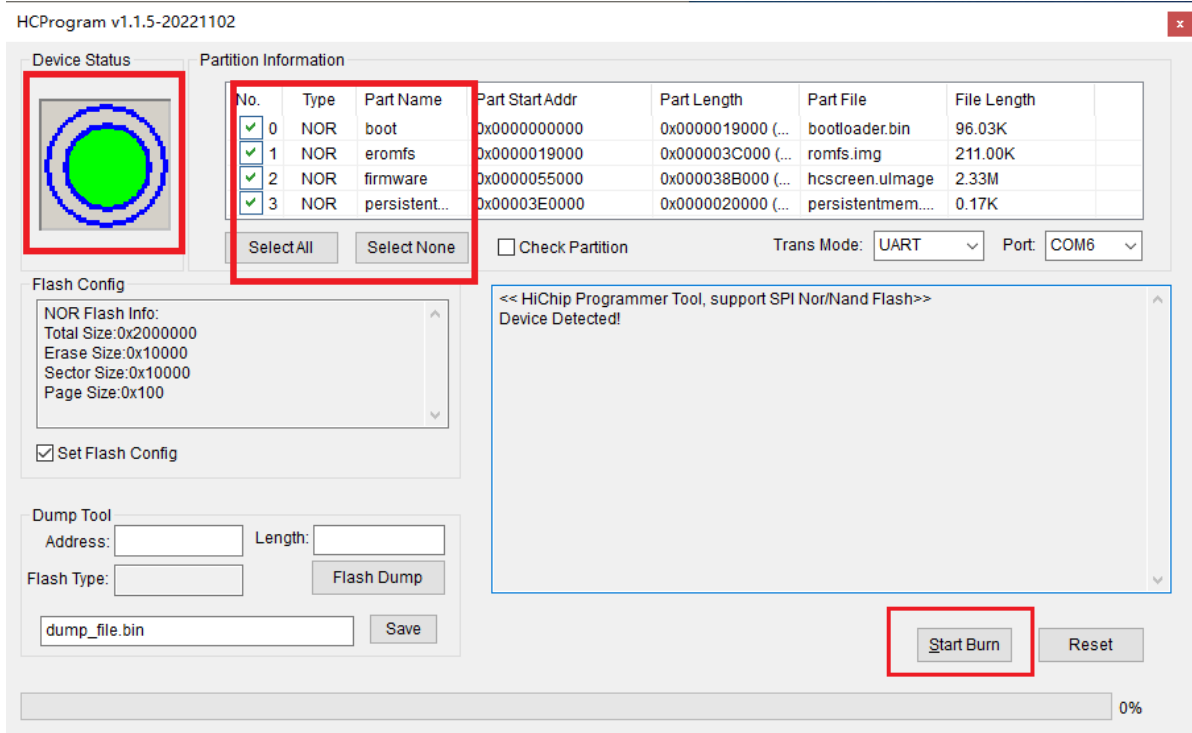 HCProgram v1.1.5-20221102
x
Device Status
Partition Information
No. Type Part Name Part Start Addr Part Length Part File File Length
0 NOR boot 0x0000000000 0x0000019000 (... bootloader.bin 96.03K
1 NOR eromfs 0x0000019000 0x000003C000 (... romfs.img 211.00K
2 NOR firmware 0x0000055000 0x000038B000 (... hcscreen.uImage 2.33M
3 NOR persistent... 0x00003E0000 0x0000020000 (... persistentmem.... 0.17K
Select All Select None Check Partition Trans Mode: UART Port: COM6
Flash Config
NOR Flash Info:
Total Size:0x2000000
Erase Size:0x10000
Sector Size:0x10000
Page Size:0x100
Set Flash Config
<< HiChip Programmer Tool, support SPI Nor/Nand Flash>>
Device Detected!
Dump Tool
Address: Length:
Flash Type: Flash Dump
dump_file.bin Save
Start Burn Reset
0%